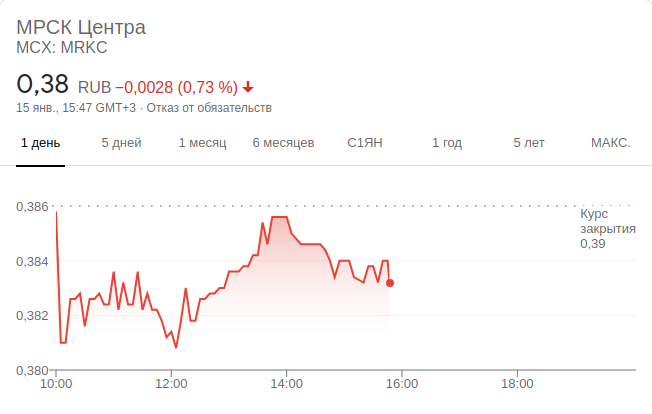 МРСК Центра
MCX: MRKC
0,38 RUB −0,0028 (0,73 %)
15 янв., 15:47 GMT+3 · Отказ от обязательств
1 день 5 дней 1 месяц 6 месяцев С1ЯН 1 год 5 лет МАКС.
0,386
Курс
закрытия
0,39
0,384
0,382
0,380
10:00 12:00 14:00 16:00 18:00